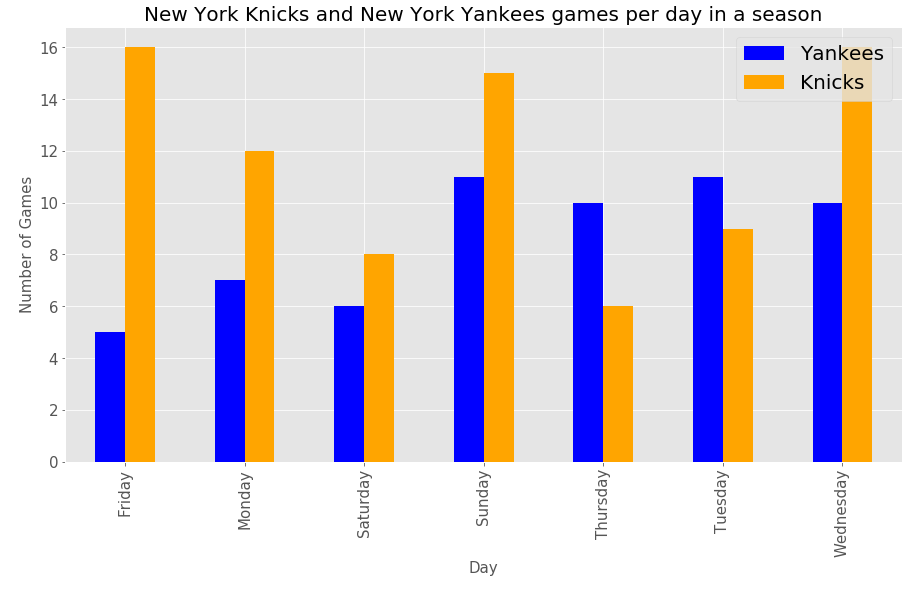 New York Knicks and New York Yankees games per day in a season
Yankees
Knicks
Number of Games
16
14
12
10
8
6
4
2
0
Friday
Monday
Saturday
Sunday
Thursday
Tuesday
Wednesday
Day